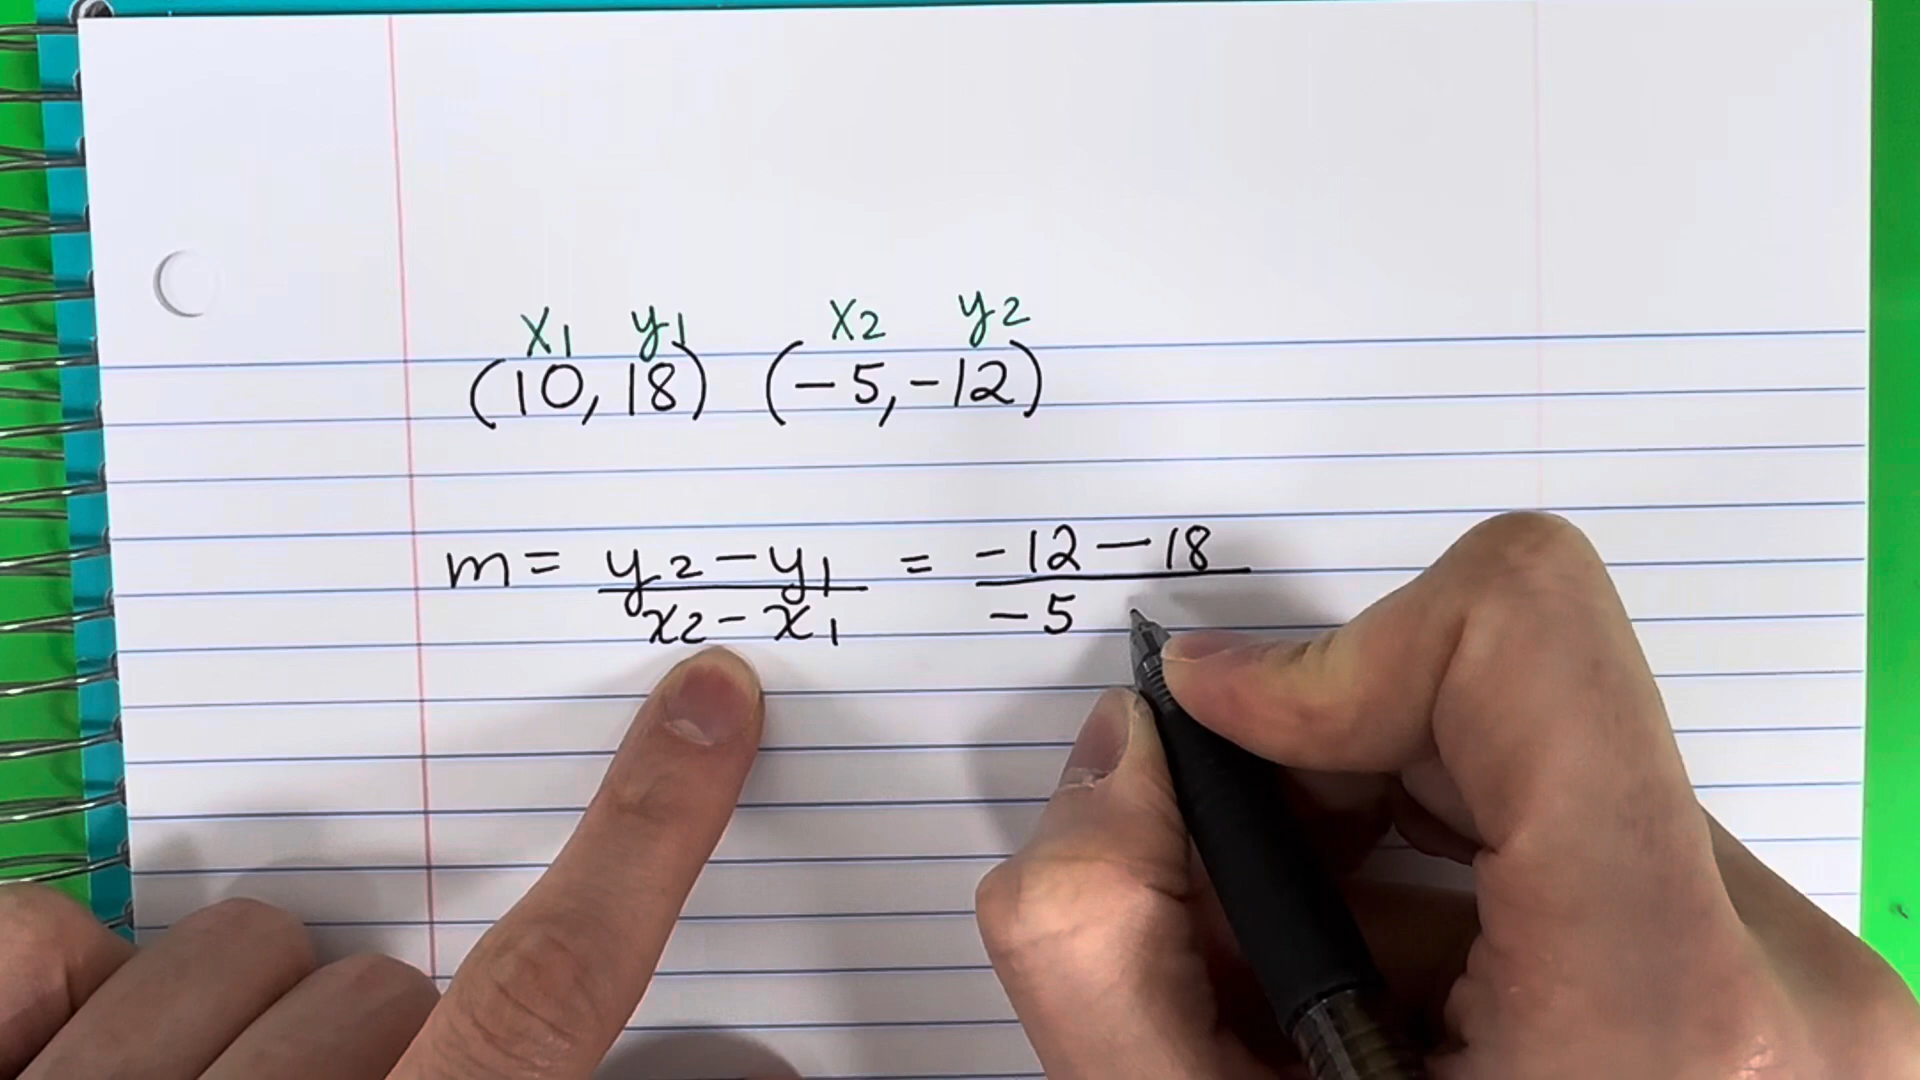 x1 y1 x2 y2
(10, 18) (-5, -12)
m = y2 - y1 = -12 - 18
x2 - x1 -5